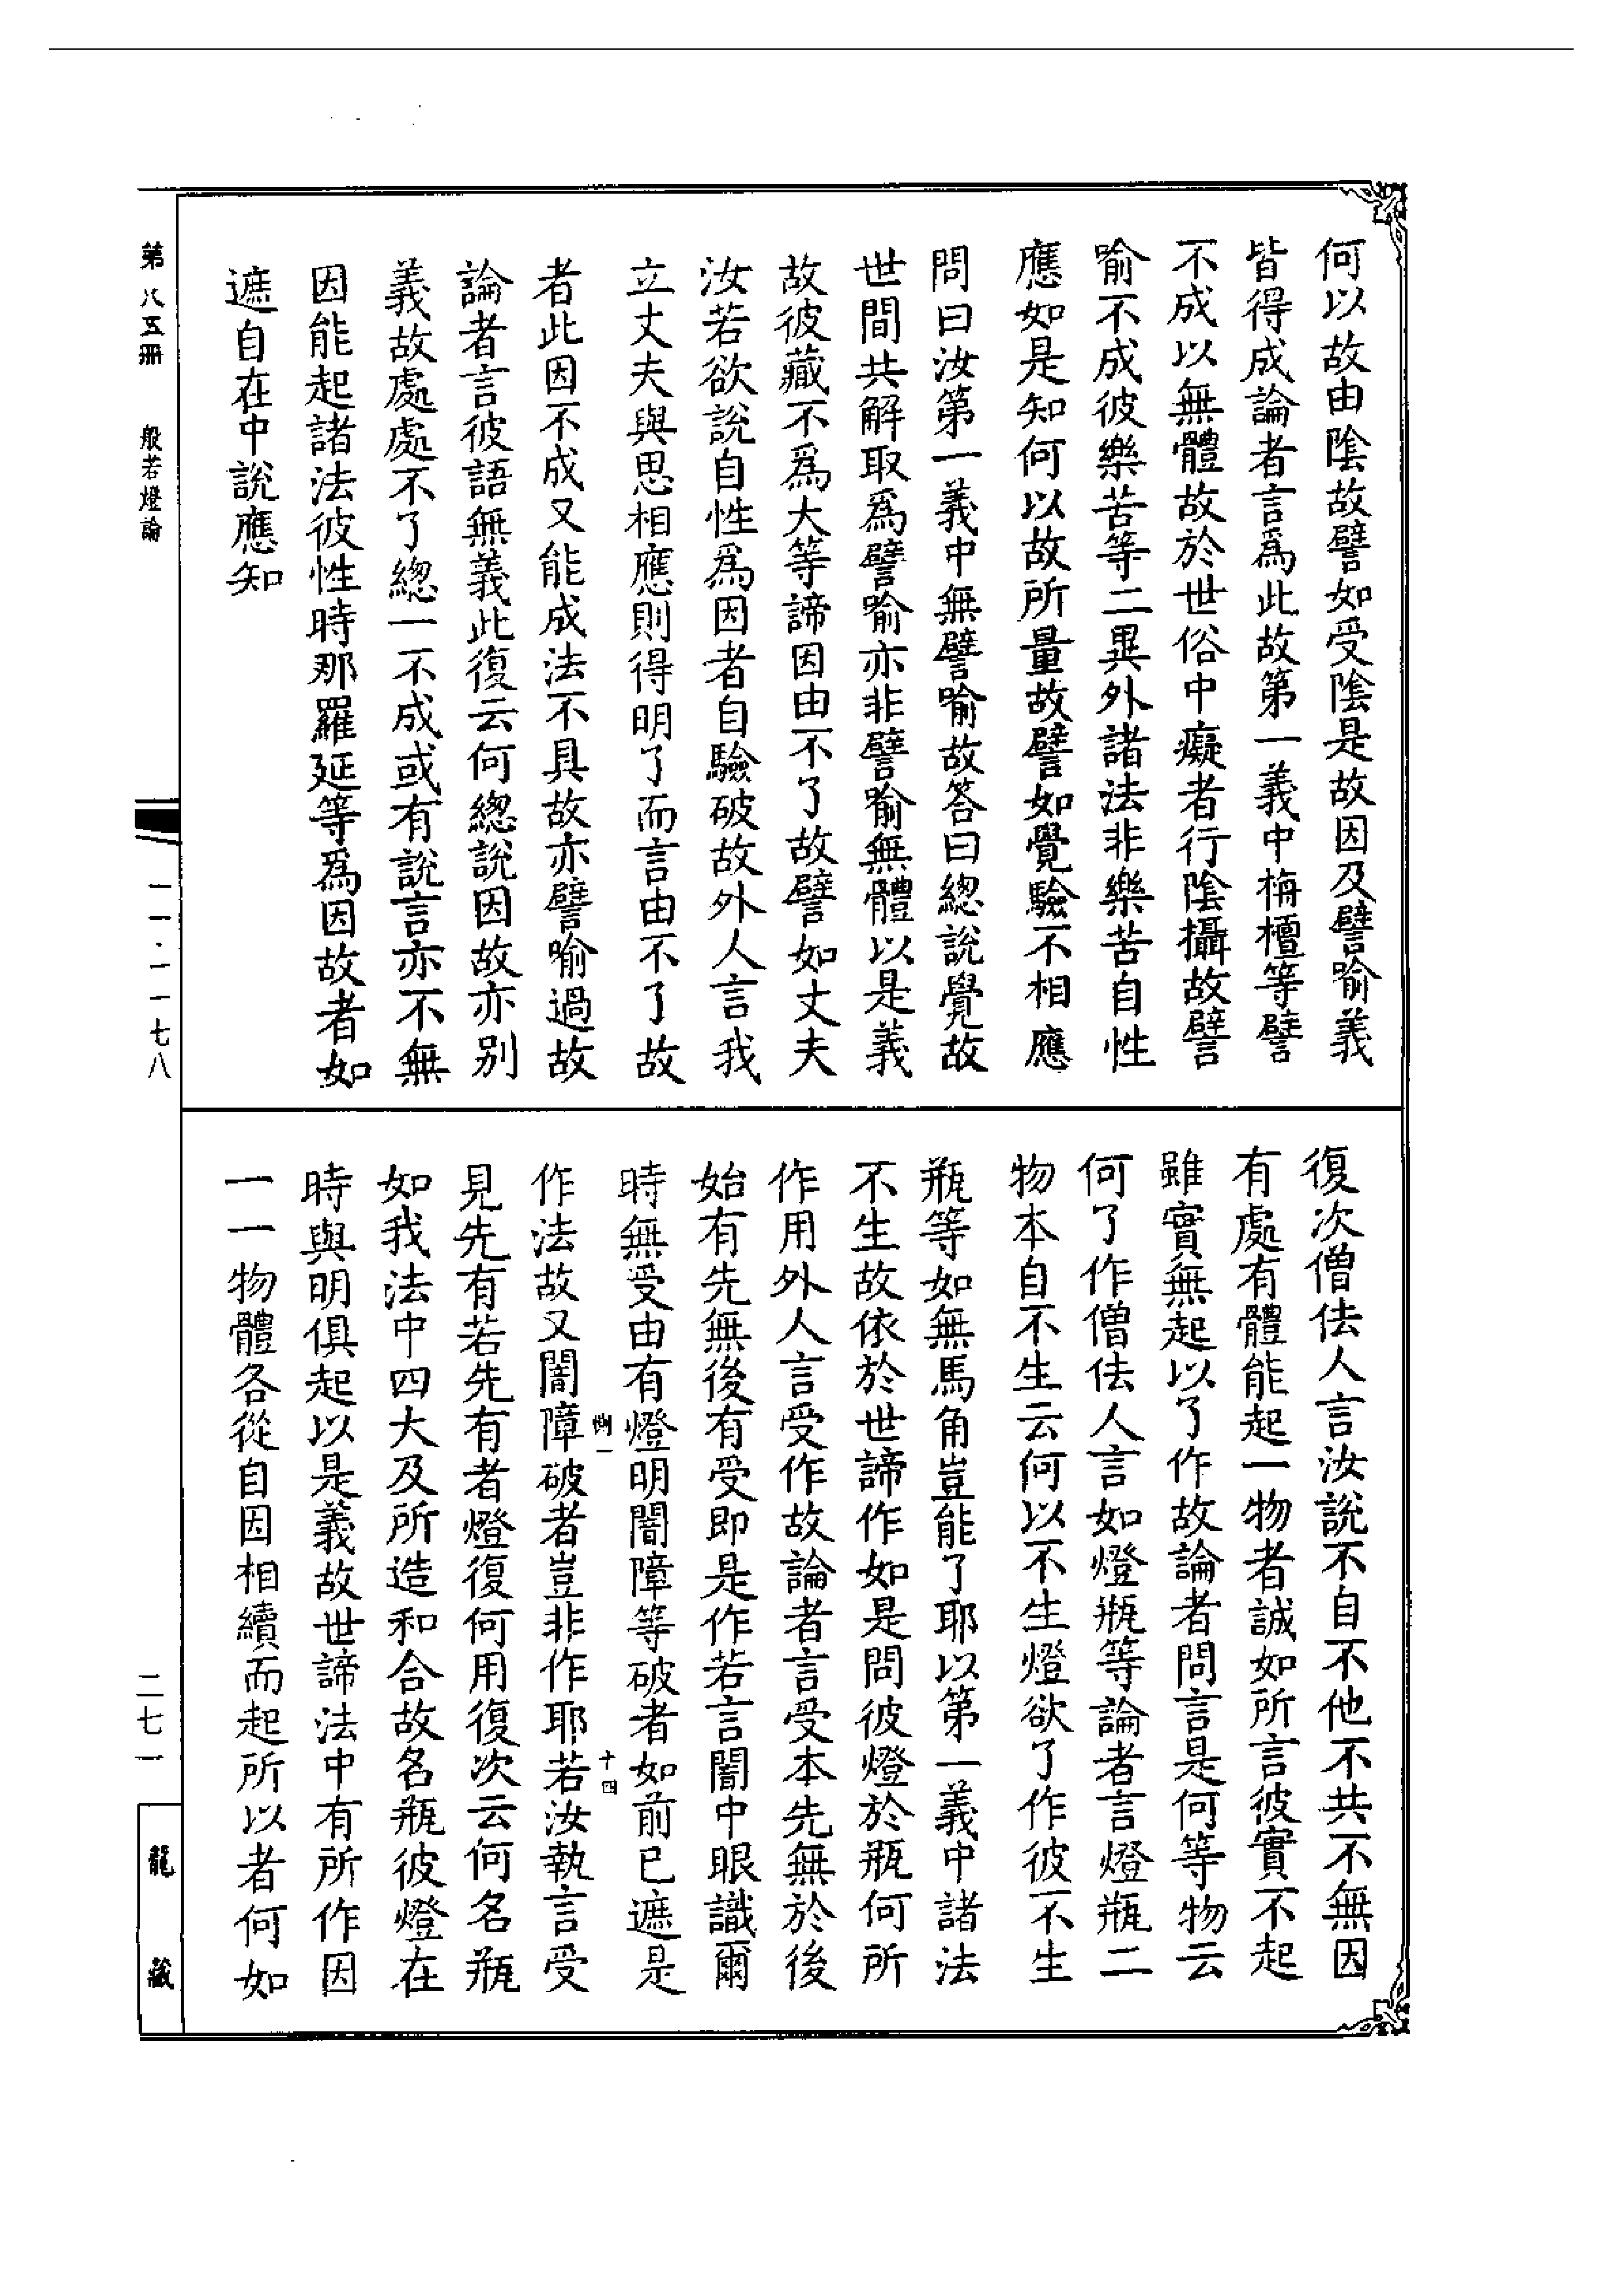 何以故由陰故譬如受陰是故因及譬喻義
皆得成論者言爲此故第一義中栴檀等譬
不成以無體故於世俗中癡者行陰攝故譬
喻不成彼樂苦等二異外諸法非樂苦自性
應如是知何以故所量故譬如覺驗不相應
問曰汝第一義中無譬喻故答曰總說覺故
世間共解取爲譬喻亦非譬喻無體以是義
故彼藏不爲大等諦因由不了故譬如丈夫
汝若欲說自性爲因者自驗破故外人言我
立丈夫與思相應則得明了而言由不了故
者此因不成又能成法不具故亦譬喻過故
論者言彼語無義此復云何總說因故亦別
義故處處不了總一不成或有說言亦不無
因能起諸法彼性時那羅延等爲因故者如
遮自在中說應知
復次僧佉人言汝說不自不他不共不無因
有處有體能起一物者誠如所言彼實不起
雖實無起以了作故論者問言是何等物云
何了作僧佉人言如燈瓶等論者言燈瓶二
物本自不生云何以不生燈欲了作彼不生
瓶等如無馬角豈能了耶以第一義中諸法
不生故依於世諦作如是問彼燈於瓶何所
作用外人言受作故論者言受本先無於後
始有先無後有受即是作若言闇中眼識爾
時無受由有燈明闇障等破者如前已遮是
作法故又闇障破者豈非作耶若汝執言受
見先有若先有者燈復何用復次云何名瓶
如我法中四大及所造和合故名瓶彼燈在
時與明俱起以是義故世諦法中有所作因
一一物體各從自因相續而起所以者何如
十四
第八五冊
般若燈論
一一·一一七八
二七一
龍藏